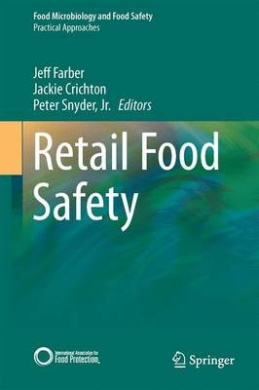 Food Microbiology and Food Safety
Practical Approaches
Jeff Farber
Jackie Crichton
Peter Snyder, Jr. Editors
Retail Food
Safety
International Association for
Food Protection.
Springer